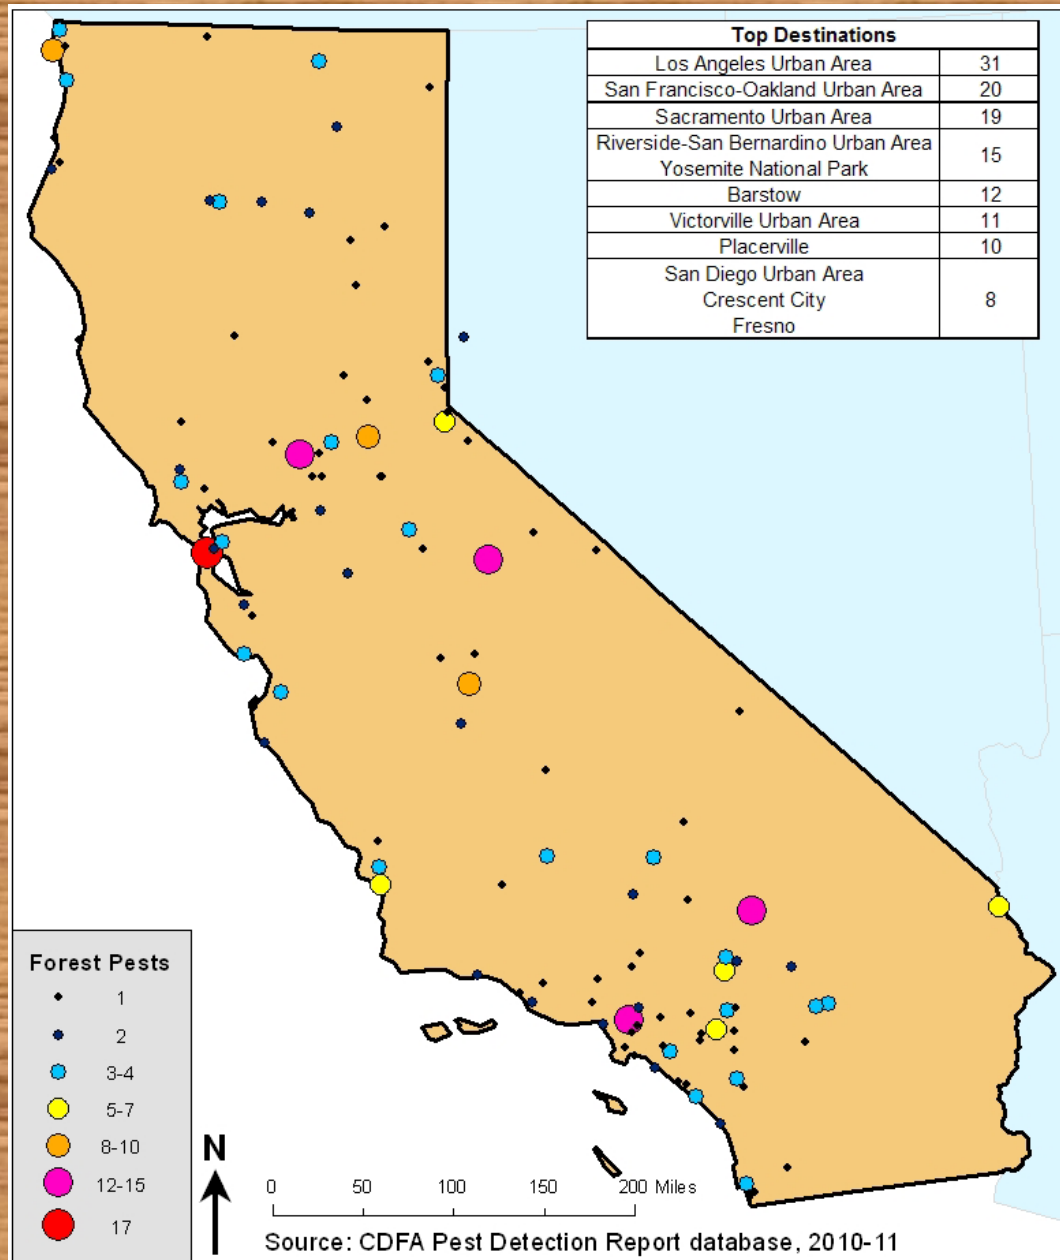 Top Destinations
Los Angeles Urban Area 31
San Francisco-Oakland Urban Area 20
Sacramento Urban Area 19
Riverside-San Bernardino Urban Area
Yosemite National Park 15
Barstow 12
Victorville Urban Area 11
Placerville 10
San Diego Urban Area
Crescent City 8
Fresno
Forest Pests
1
2
3-4
5-7
8-10
12-15
17
N
0 50 100 150 200 Miles
Source: CDFA Pest Detection Report database, 2010-11